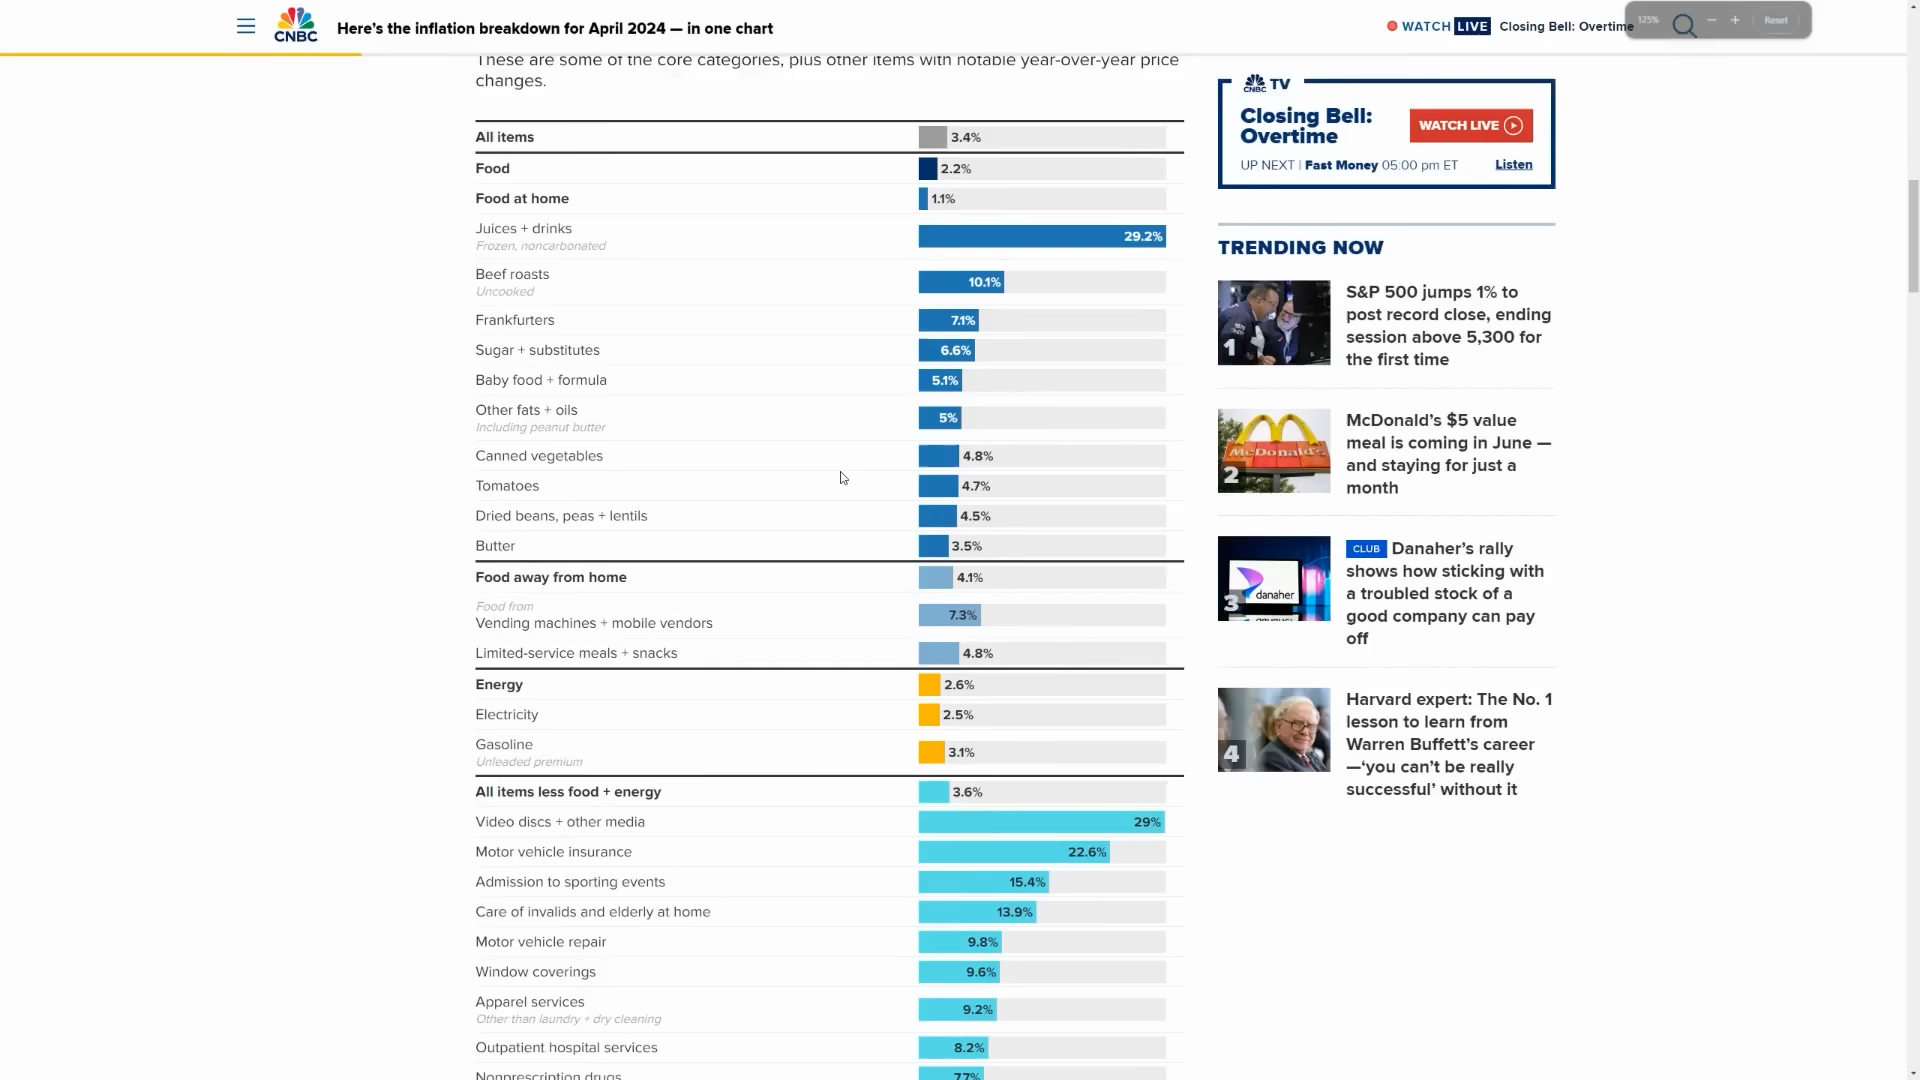 CNBC
Here's the inflation breakdown for April 2024 — in one chart
WATCH LIVE
Closing Bell: Overtime
125%
Reset
These are some of the core categories, plus other items with notable year-over-year price
changes.
All items 3.4%
Food 2.2%
Food at home 1.1%
Juices + drinks 29.2%
Frozen, noncarbonated
Beef roasts 10.1%
Uncooked
Frankfurters 7.1%
Sugar + substitutes 6.6%
Baby food + formula 5.1%
Other fats + oils 5%
Including peanut butter
Canned vegetables 4.8%
Tomatoes 4.7%
Dried beans, peas + lentils 4.5%
Butter 3.5%
Food away from home 4.1%
Food from
Vending machines + mobile vendors 7.3%
Limited-service meals + snacks 4.8%
Energy 2.6%
Electricity 2.5%
Gasoline 3.1%
Unleaded premium
All items less food + energy 3.6%
Video discs + other media 29%
Motor vehicle insurance 22.6%
Admission to sporting events 15.4%
Care of invalids and elderly at home 13.9%
Motor vehicle repair 9.8%
Window coverings 9.6%
Apparel services 9.2%
Other than laundry + dry cleaning
Outpatient hospital services 8.2%
Nonprescription drugs 7.7%
CNBC TV
Closing Bell:
Overtime
WATCH LIVE
UP NEXT | Fast Money 05:00 pm ET
Listen
TRENDING NOW
1
S&P 500 jumps 1% to
post record close, ending
session above 5,300 for
the first time
McDonald's
2
McDonald's $5 value
meal is coming in June —
and staying for just a
month
danaher
3
CLUB Danaher's rally
shows how sticking with
a troubled stock of a
good company can pay
off
4
Harvard expert: The No. 1
lesson to learn from
Warren Buffett's career
—'you can't be really
successful' without it